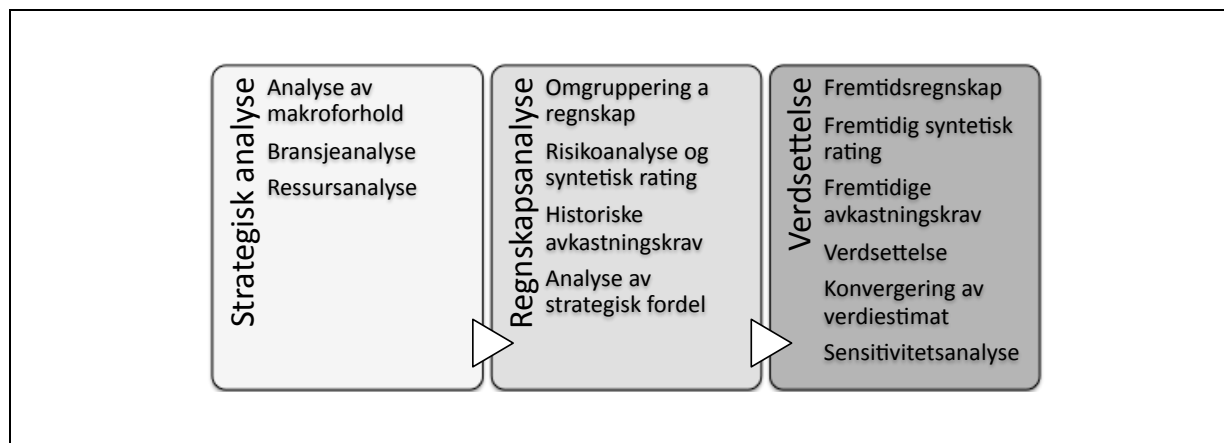 Strategisk analyse
Analyse av
makroforhold
Bransjeanalyse
Ressursanalyse
Regnskapsanalyse
Omgruppering a
regnskap
Risikoanalyse og
syntetisk rating
Historiske
avkastningskrav
Analyse av
strategisk fordel
Verdsettelse
Fremtidsregnskap
Fremtidig syntetisk
rating
Fremtidige
avkastningskrav
Verdsettelse
Konvergering av
verdiestimat
Sensitivitetsanalyse